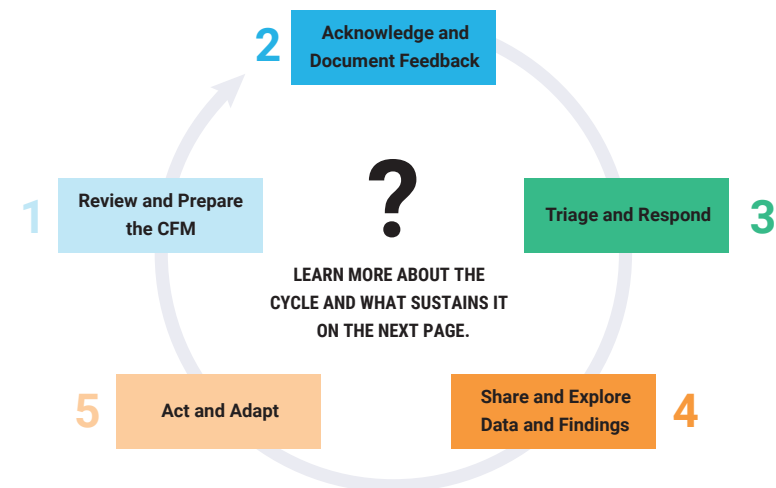 2
Acknowledge and
Document Feedback
1
Review and Prepare
the CFM
?
Triage and Respond
3
LEARN MORE ABOUT THE
CYCLE AND WHAT SUSTAINS IT
ON THE NEXT PAGE.
5
Act and Adapt
Share and Explore
Data and Findings
4